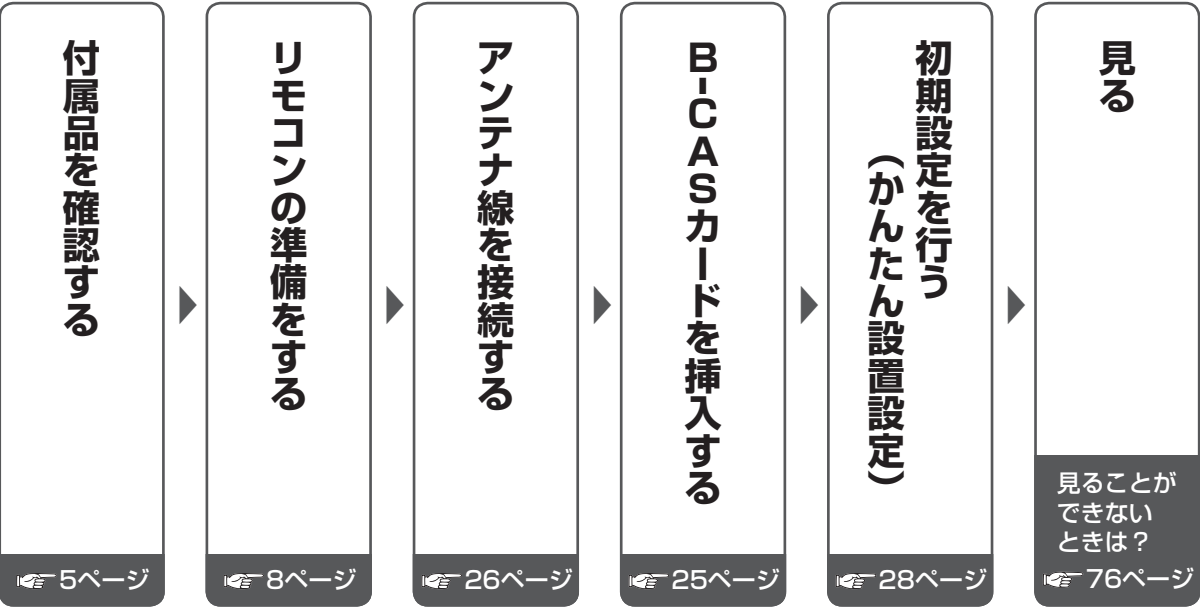 付属品を確認する
☞5ページ
リモコンの準備をする
☞8ページ
アンテナ線を接続する
☞26ページ
B-CASカードを挿入する
☞25ページ
初期設定を行う
（かんたん設置設定）
☞28ページ
見る
見ることが
できない
ときは？
☞76ページ